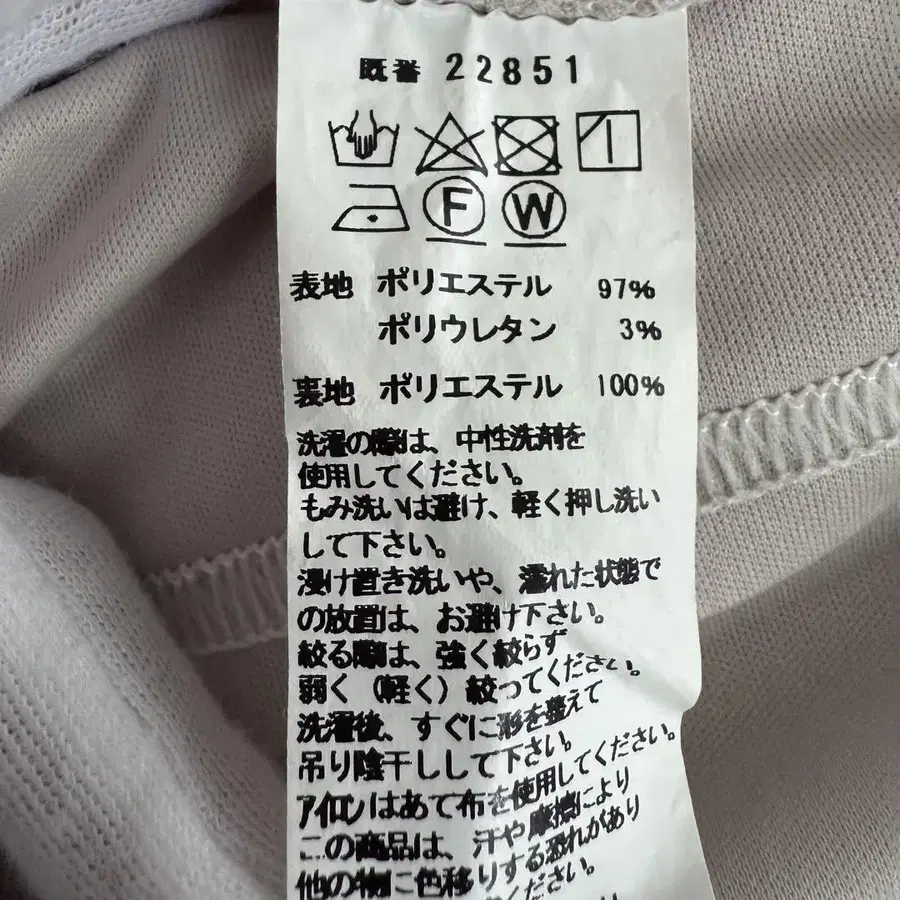 既番 22851
F W
表地 ポリエステル 97%
ポリウレタン 3%
裏地 ポリエステル 100%
洗濯の際は、中性洗剤を
使用してください。
もみ洗いは避け、軽く押し洗い
して下さい。
浸け置き洗いや、濡れた状態で
の放置は、お避け下さい。
絞る際は、強く絞らず
弱く（軽く）絞ってください。
洗濯後、すぐに形を整えて
吊り陰干しして下さい。
アイロンはあて布を使用してください。
この商品は、汗や摩擦により
他の物に色移りする恐れがあり
ください。